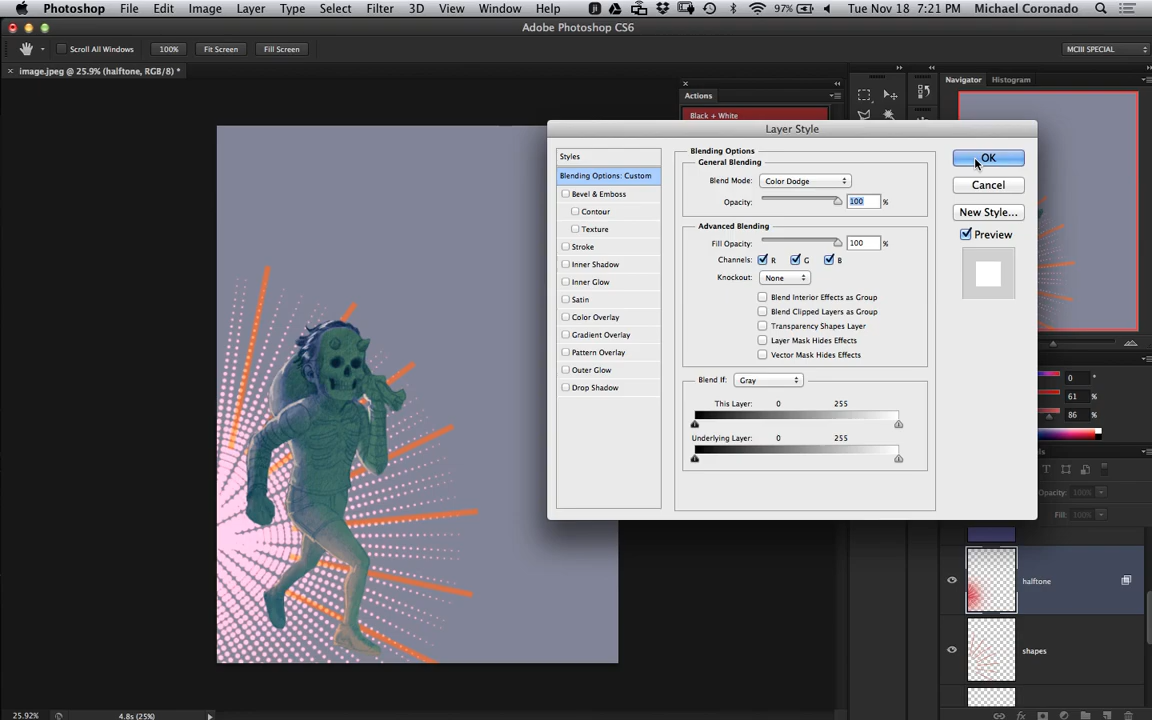 Photoshop File Edit Image Layer Type Select Filter 3D View Window Help 97% Tue Nov 18 7:21 PM Michael Coronado
Adobe Photoshop CS6
Scroll All Windows 100% Fit Screen Fill Screen MCIII SPECIAL
× image.jpeg @ 25.9% (halftone, RGB/8) *
Navigator Histogram
Actions
Black + White
Layer Style
Styles
Blending Options: Custom
Bevel & Emboss
Contour
Texture
Stroke
Inner Shadow
Inner Glow
Satin
Color Overlay
Gradient Overlay
Pattern Overlay
Outer Glow
Drop Shadow
Blending Options
General Blending
Blend Mode: Color Dodge
Opacity: 100 %
Advanced Blending
Fill Opacity: 100 %
Channels: R G B
Knockout: None
Blend Interior Effects as Group
Blend Clipped Layers as Group
Transparency Shapes Layer
Layer Mask Hides Effects
Vector Mask Hides Effects
Blend If: Gray
This Layer: 0 255
Underlying Layer: 0 255
OK
Cancel
New Style...
Preview
0 °
61 %
86 %
Opacity: 100%
Fill: 100%
halftone
shapes
25.92% 4.8s (25%)